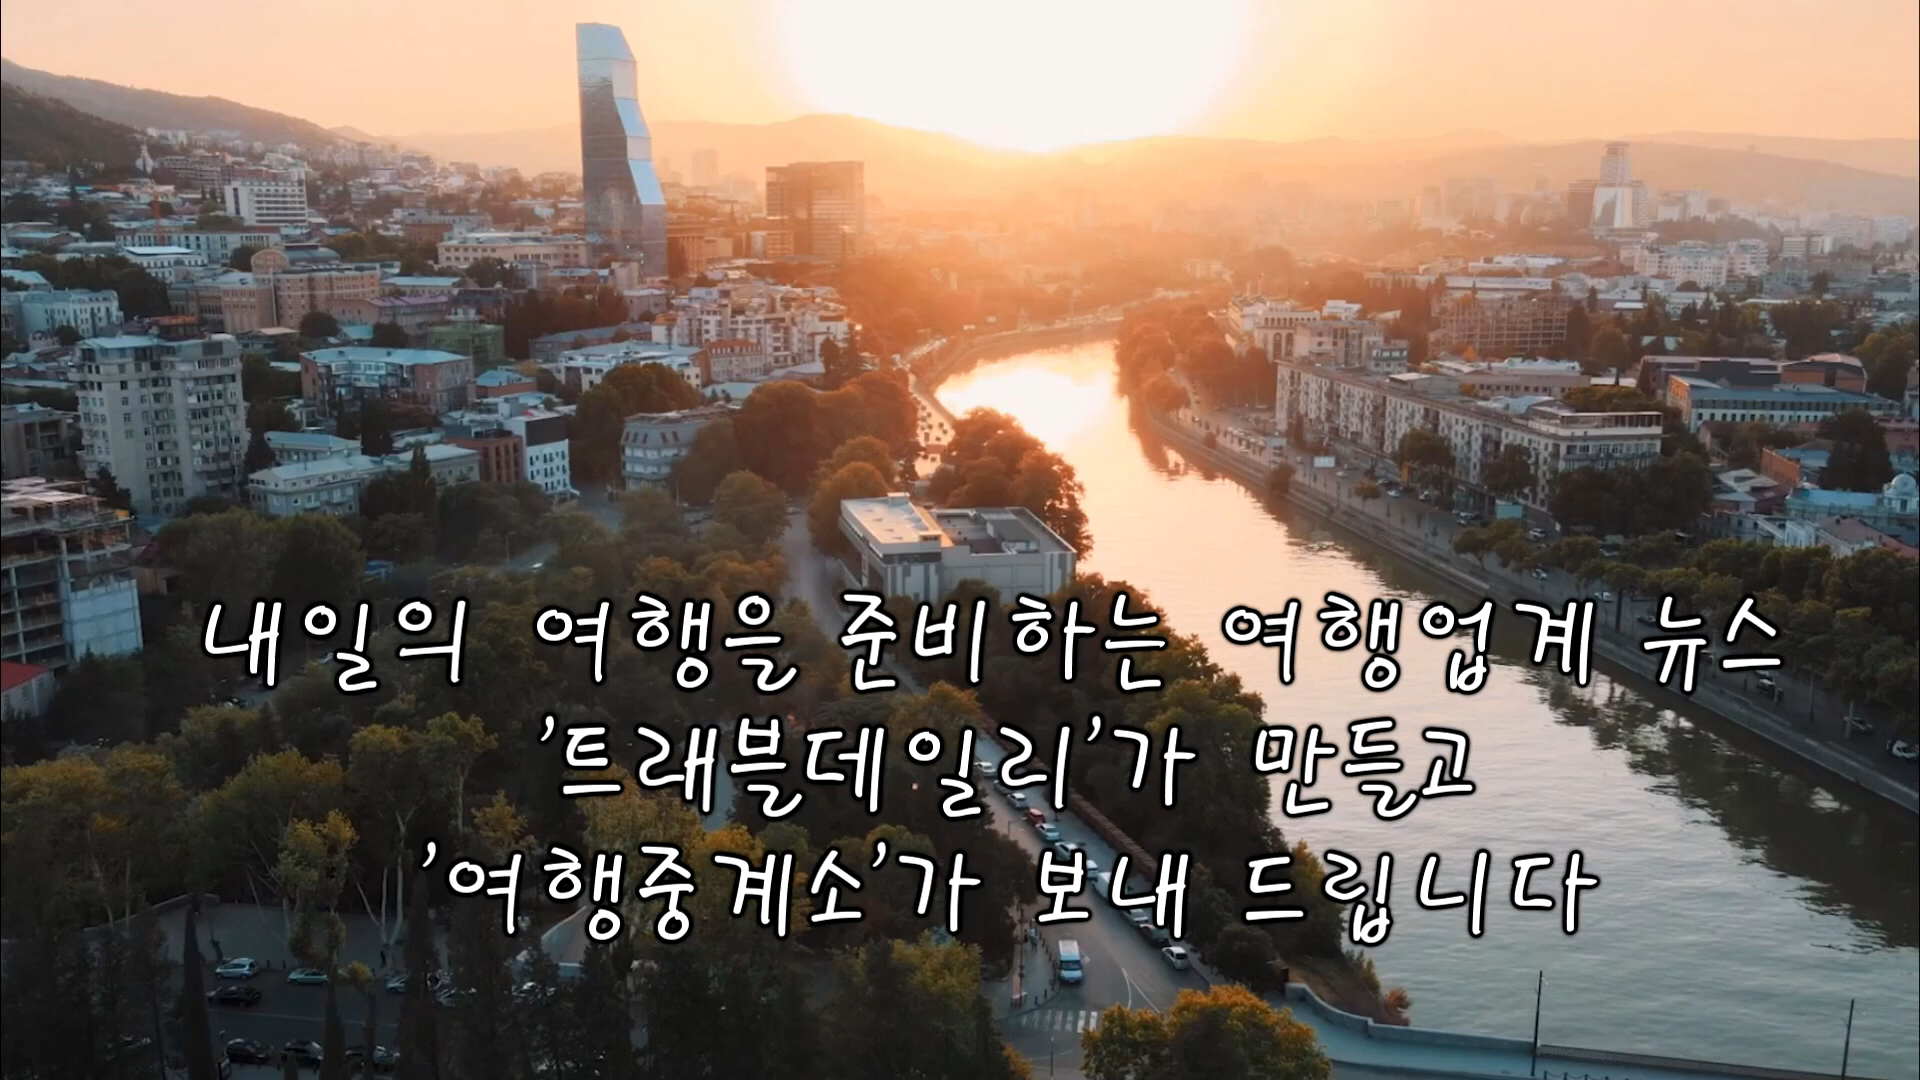 내일의 여행을 준비하는 여행업계 뉴스
'트래블데일리'가 만들고
'여행중계소'가 보내 드립니다